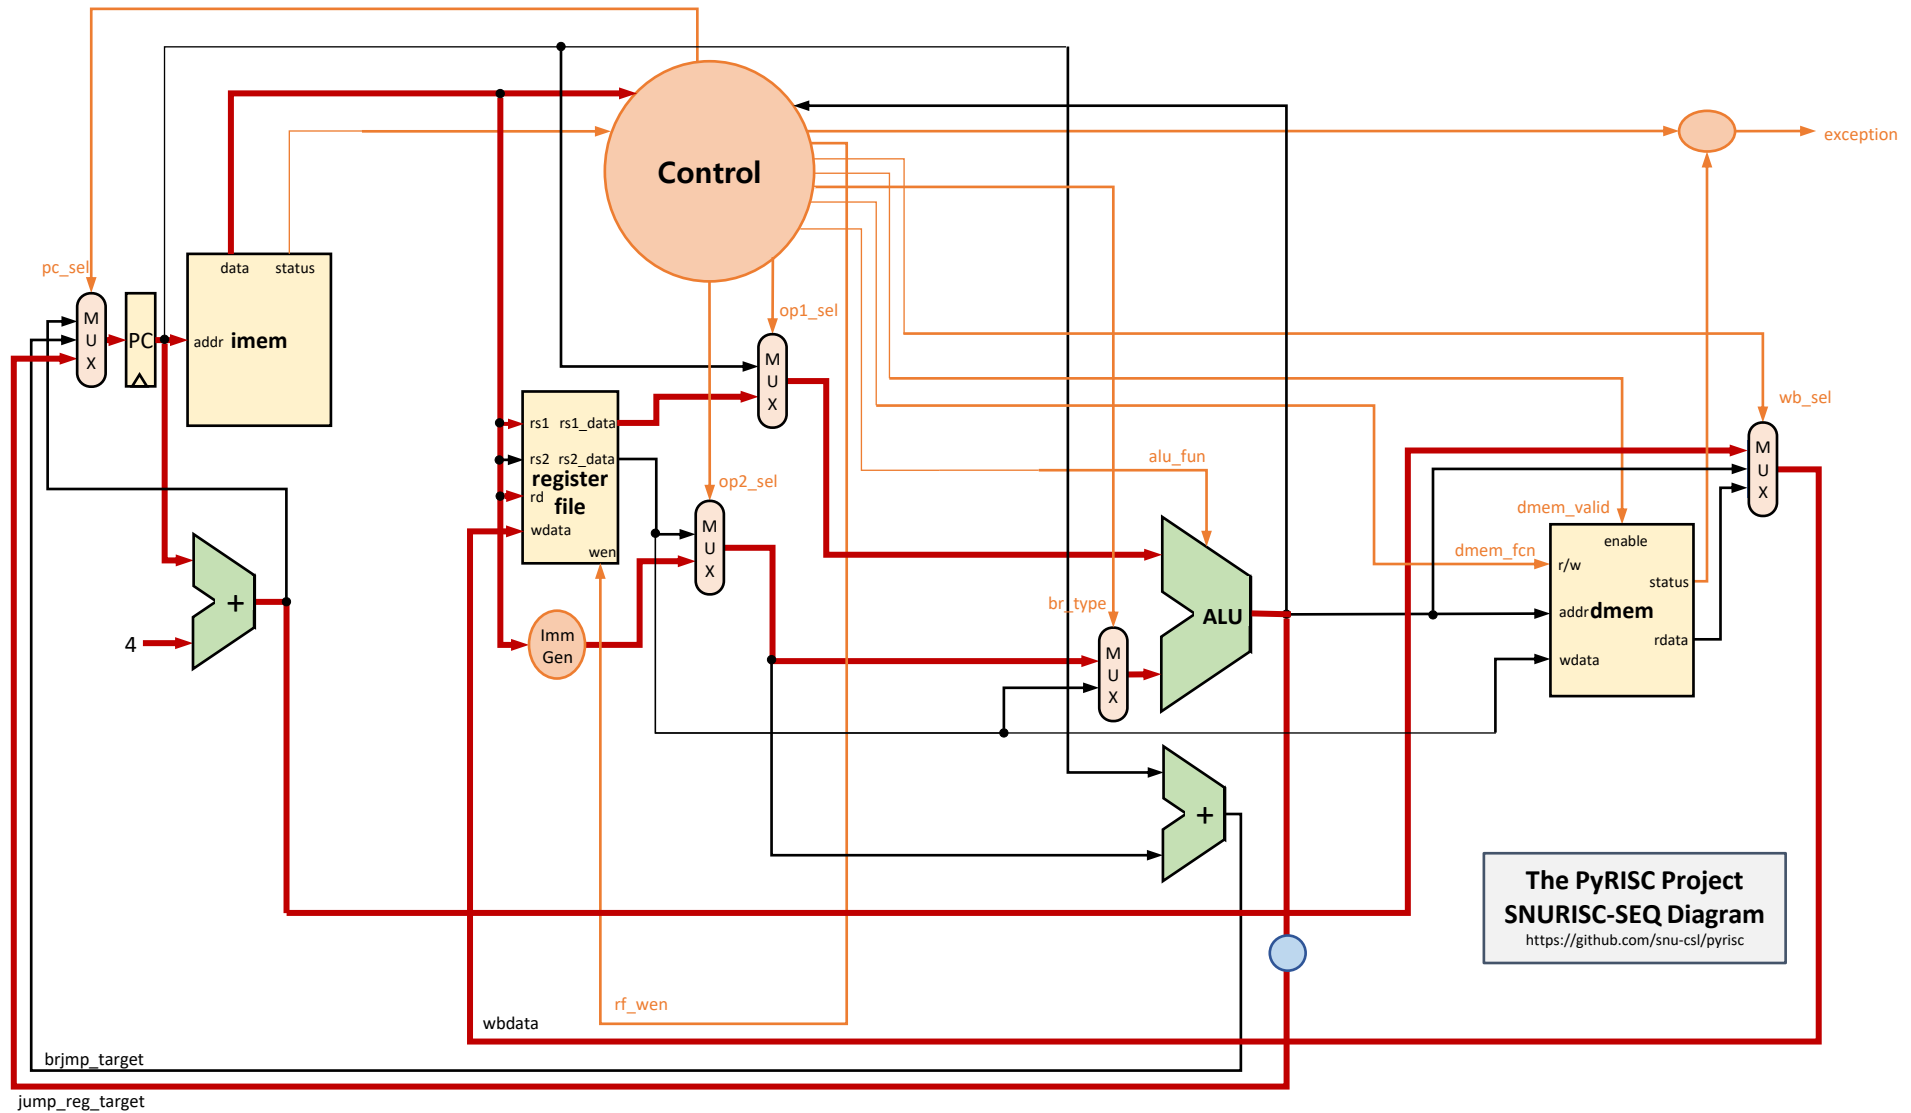 exception
Control
data
status
pc_sel
M
U
X
PC
addr
imem
op1_sel
M
U
X
rs1
rs1_data
rs2
rs2_data
register
file
rd
wdata
wen
op2_sel
M
U
X
wb_sel
M
U
X
alu_fun
dmem_valid
enable
dmem_fcn
r/w
status
addr
dmem
rdata
wdata
br_type
M
U
X
ALU
+
4
Imm
Gen
+
The PyRISC Project
SNURISC-SEQ Diagram
https://github.com/snu-csl/pyrisc
rf_wen
wbdata
brjmp_target
jump_reg_target